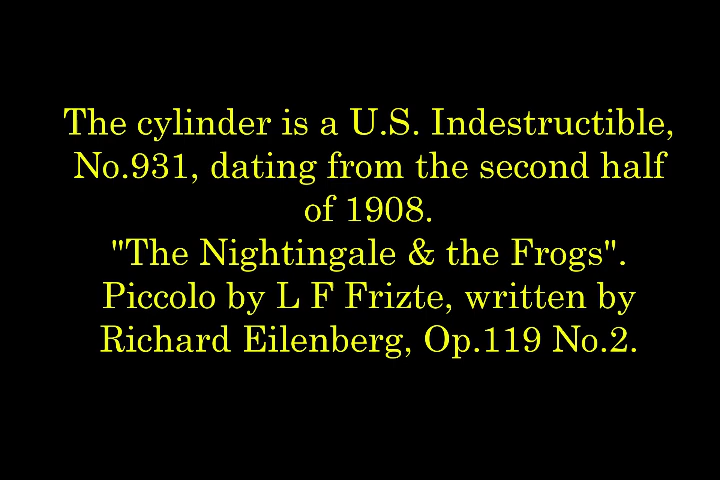 The cylinder is a U.S. Indestructible,
No.931, dating from the second half
of 1908.
"The Nightingale & the Frogs".
Piccolo by L F Frizte, written by
Richard Eilenberg, Op.119 No.2.